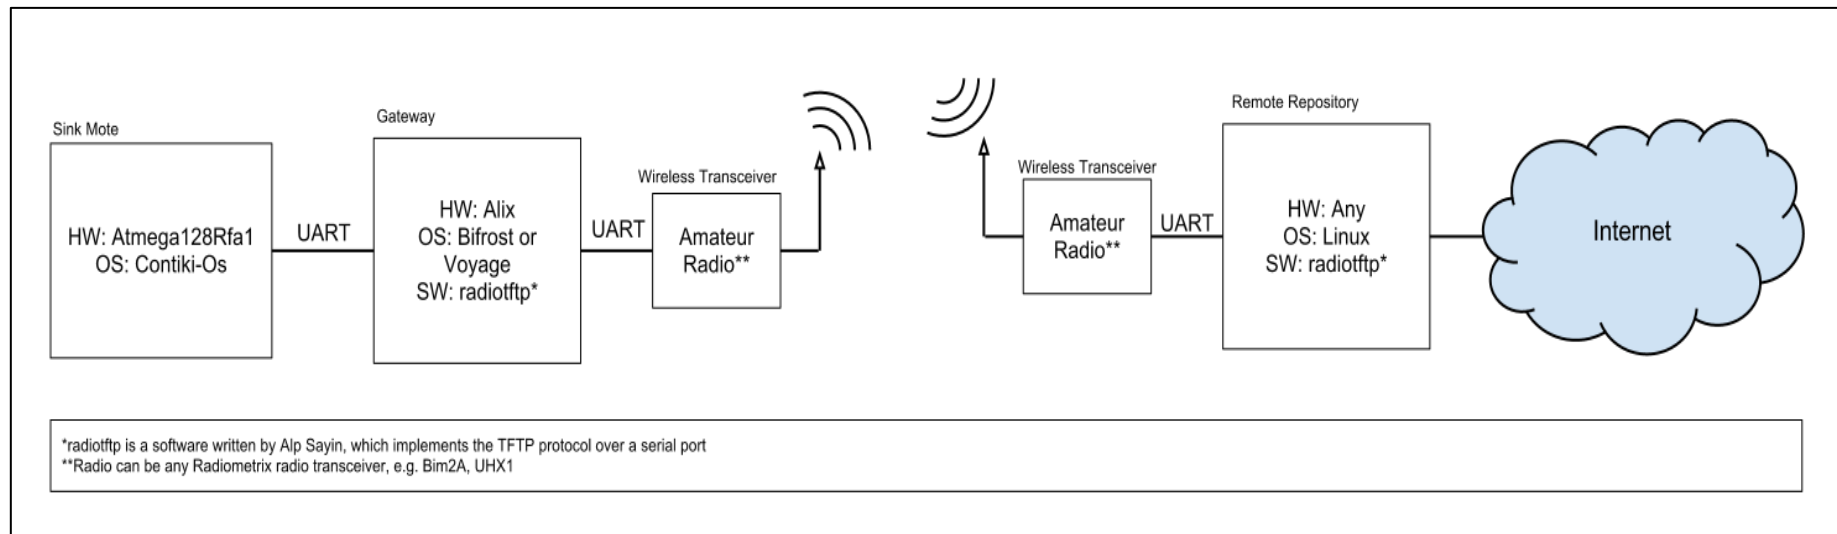 Sink Mote
HW: Atmega128Rfa1
OS: Contiki-Os
UART
Gateway
HW: Alix
OS: Bifrost or
Voyage
SW: radiotftp*
UART
Wireless Transceiver
Amateur
Radio**
Wireless Transceiver
Amateur
Radio**
UART
Remote Repository
HW: Any
OS: Linux
SW: radiotftp*
Internet
*radiotftp is a software written by Alp Sayin, which implements the TFTP protocol over a serial port
**Radio can be any Radiometrix radio transceiver, e.g. Bim2A, UHX1